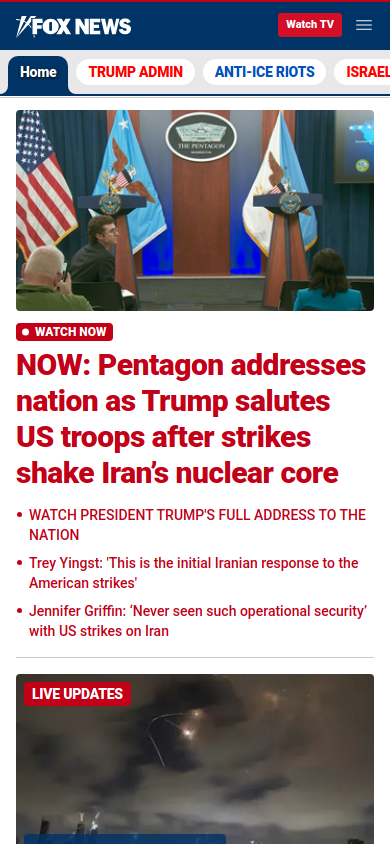 FOX NEWS
Watch TV
Home
TRUMP ADMIN
ANTI-ICE RIOTS
ISRAEL
THE PENTAGON
WATCH NOW
NOW: Pentagon addresses
nation as Trump salutes
US troops after strikes
shake Iran’s nuclear core
• WATCH PRESIDENT TRUMP'S FULL ADDRESS TO THE
NATION
• Trey Yingst: 'This is the initial Iranian response to the
American strikes'
• Jennifer Griffin: ‘Never seen such operational security’
with US strikes on Iran
LIVE UPDATES